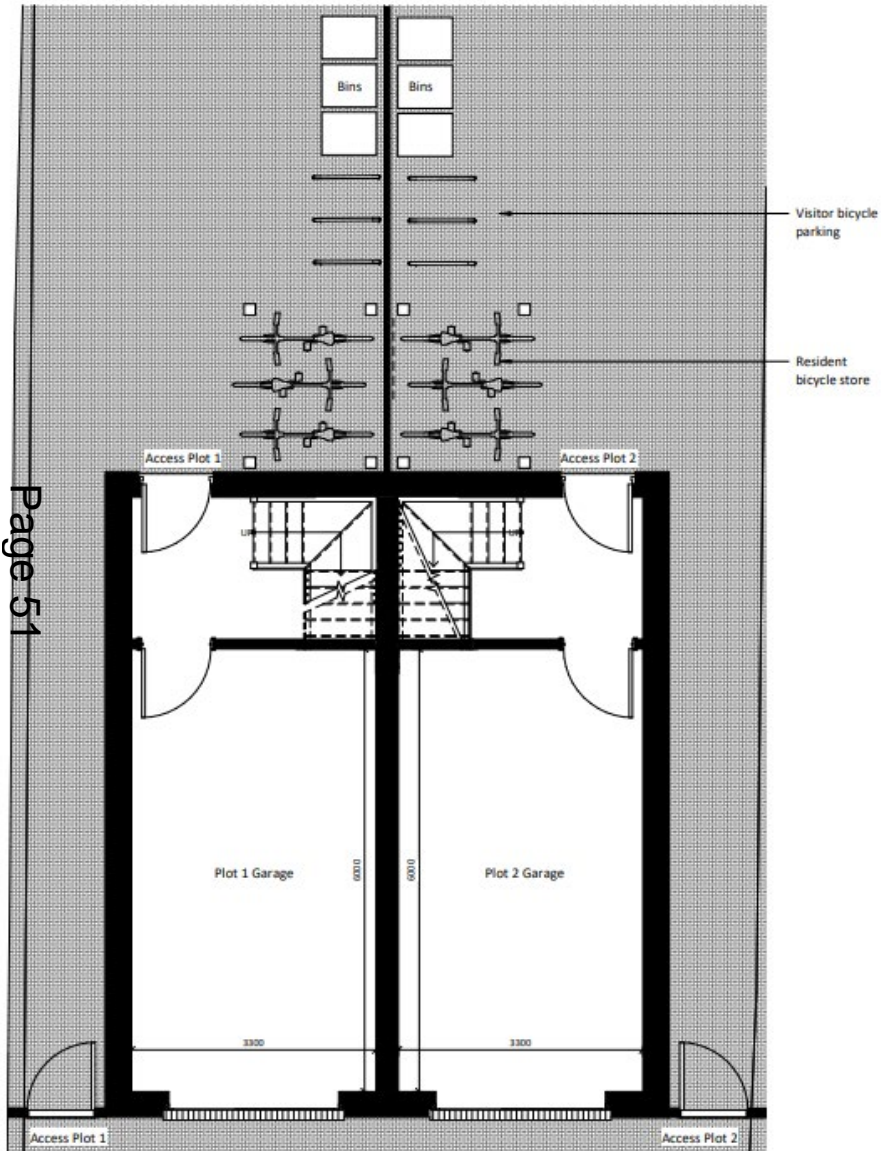 Bins
Bins
Visitor bicycle
parking
Resident
bicycle store
Access Plot 1
Access Plot 2
UP
UP
Page 51
Plot 1 Garage
6000
6000
Plot 2 Garage
3300
3300
Access Plot 1
Access Plot 2